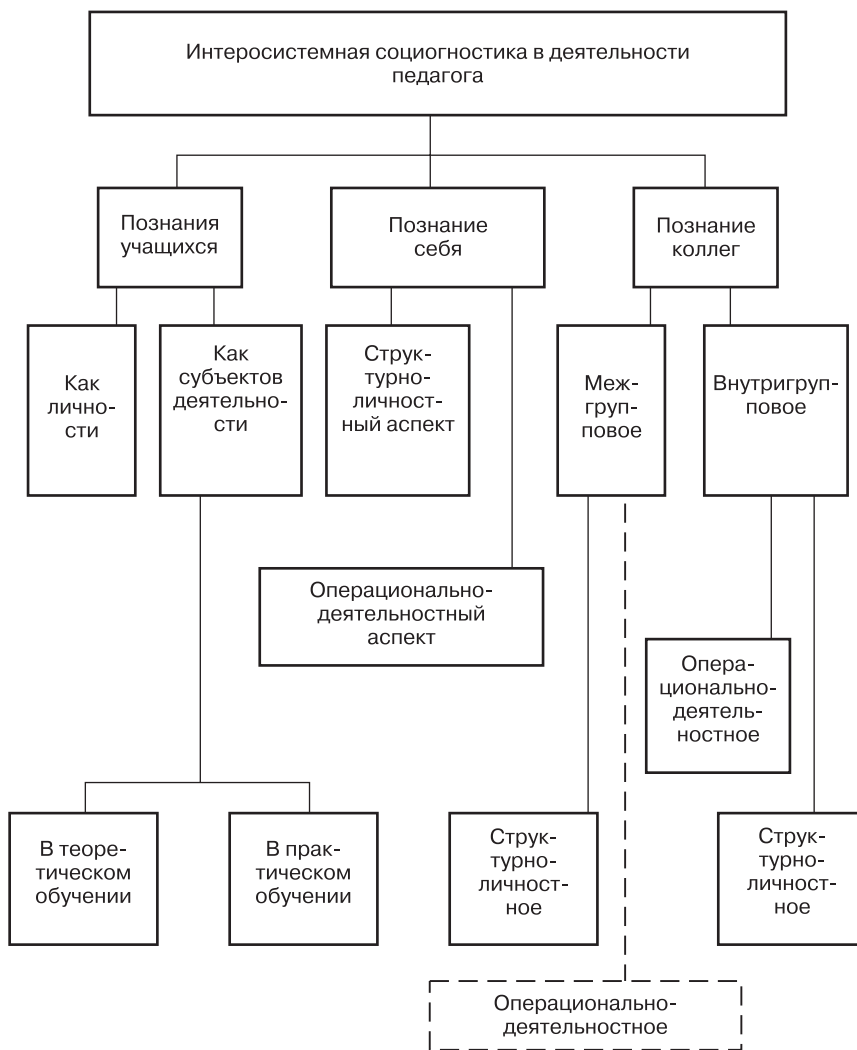 Интеросистемная социогностика в деятельности
педагога
Познания
учащихся
Познание
себя
Познание
коллег
Как
лично-
сти
Как
субъектов
деятельно-
сти
Струк-
турно-
личност-
ный аспект
Меж-
груп-
повое
Внутригруп-
повое
Операционально-
деятельностный
аспект
Опера-
ционально-
деятель-
ностное
В теоре-
тическом
обучении
В прак-
тическом
обучении
Струк-
турно-
личност-
ное
Струк-
турно-
личност-
ное
Операционально-
деятельностное